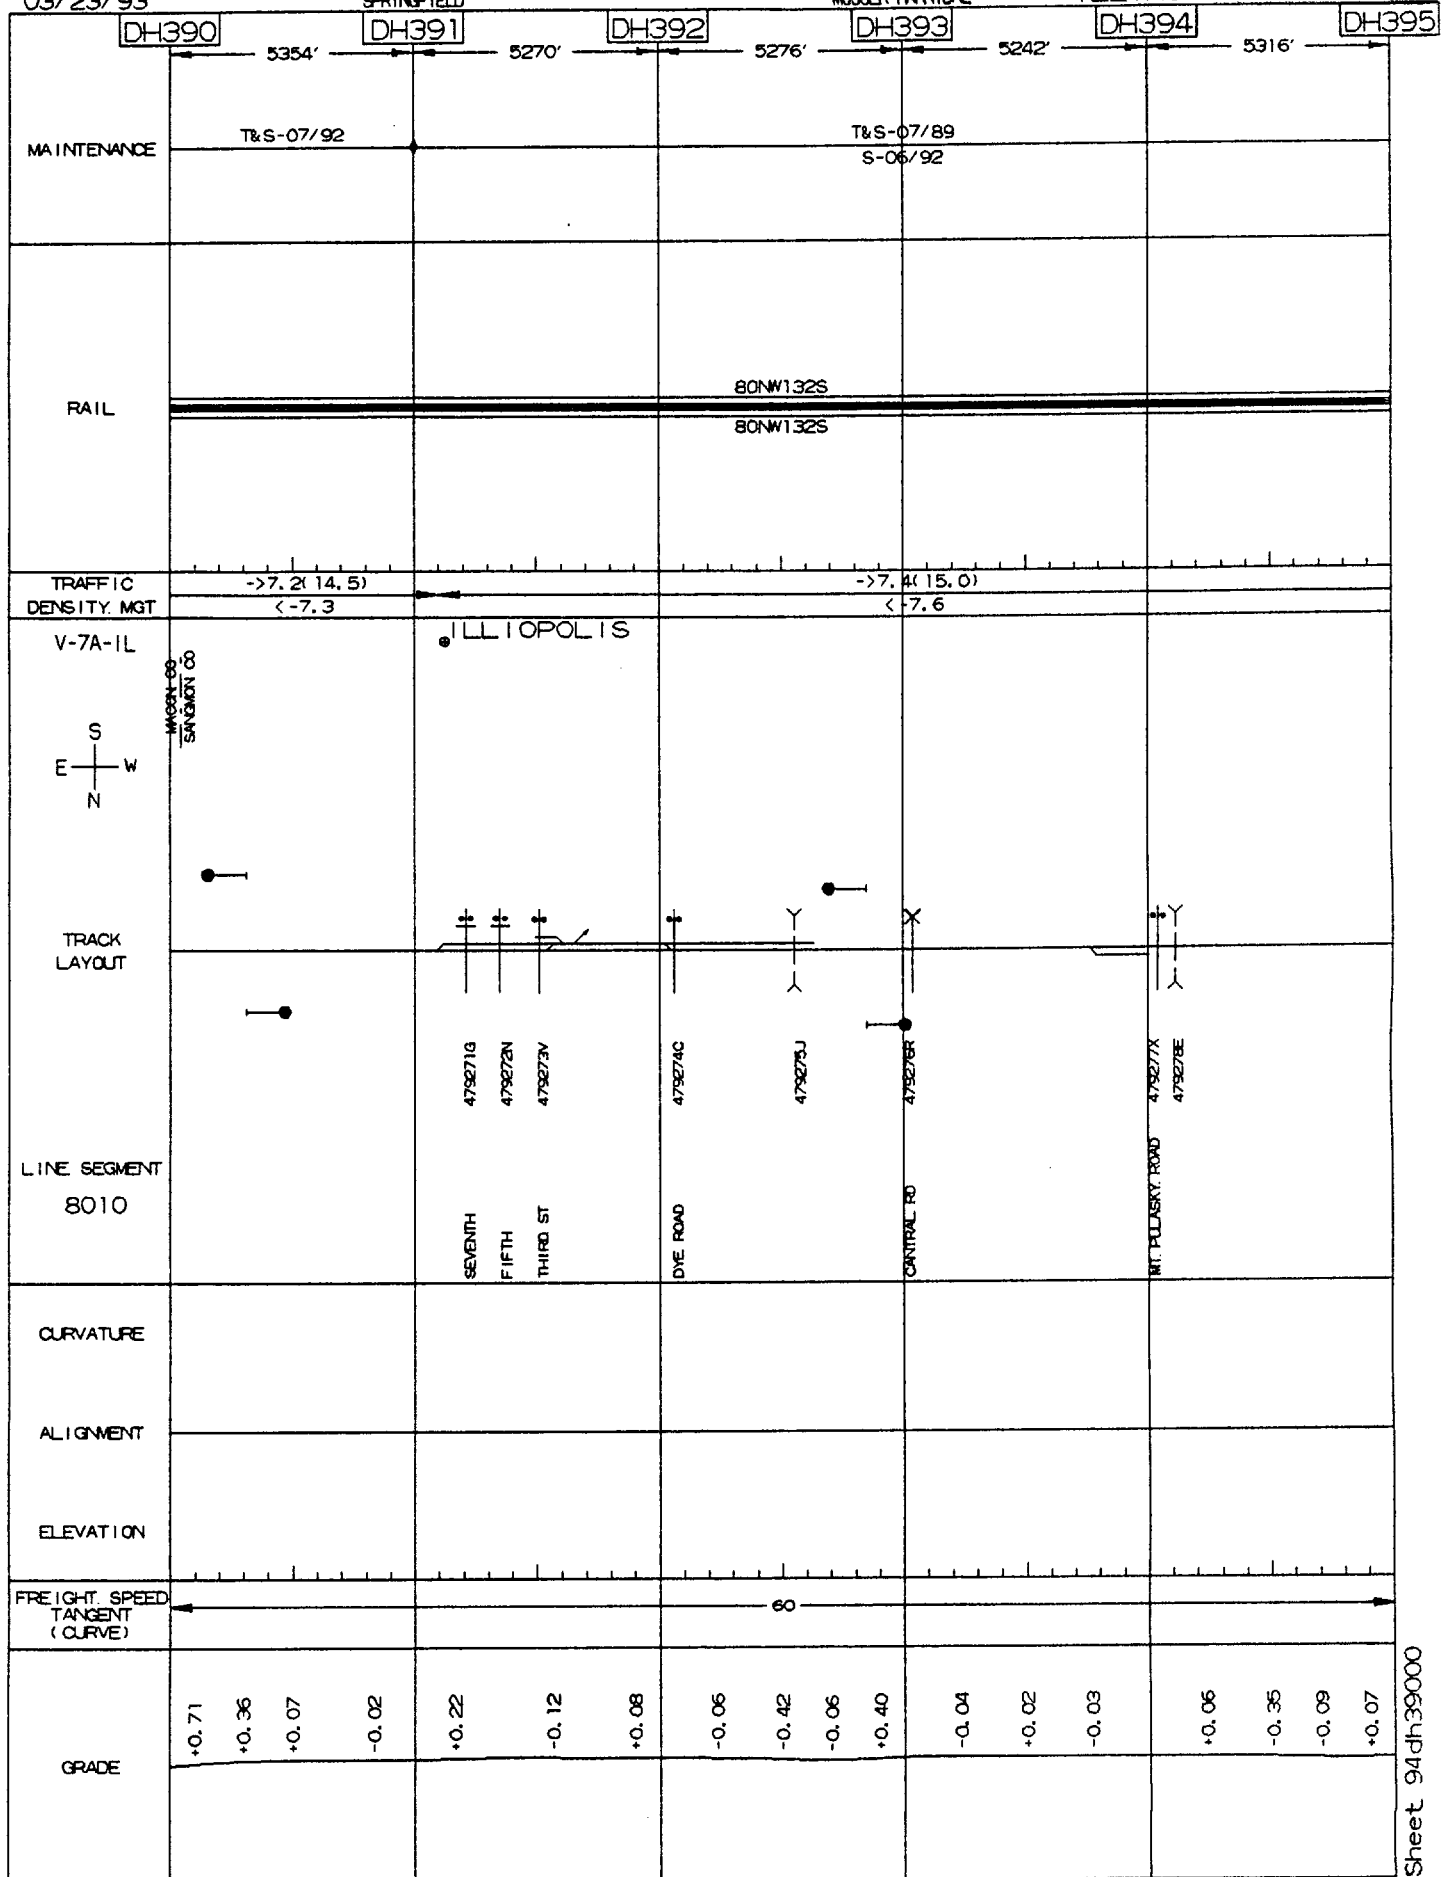 03/23/93
SPRINGFIELD
DH390 DH391 DH392 DH393 DH394 DH395
5354' 5270' 5276' 5242' 5316'
MAINTENANCE
T&S-07/92
T&S-07/89
S-06/92
RAIL
80NW132S
80NW132S
TRAFFIC
DENSITY. MGT
->7.2(14.5)
<-7.3
->7.4(15.0)
<-7.6
V-7A-IL
ILLIOPOLIS
MACON CO
SANGMON CO
S
E W
N
TRACK
LAYOUT
479271G
479272N
479273V
479274C
479275J
479276R
479277X
479278E
LINE SEGMENT
8010
SEVENTH
FIFTH
THIRD ST
DYE ROAD
CANTRAL RD
MT. PULASKY. ROAD
CURVATURE
ALIGNMENT
ELEVATION
FREIGHT. SPEED
TANGENT
(CURVE)
60
GRADE
+0.71
+0.36
+0.07
-0.02
+0.22
-0.12
+0.08
-0.06
-0.42
-0.06
+0.40
-0.04
+0.02
-0.03
+0.06
-0.35
-0.09
+0.07
Sheet 94dh39000